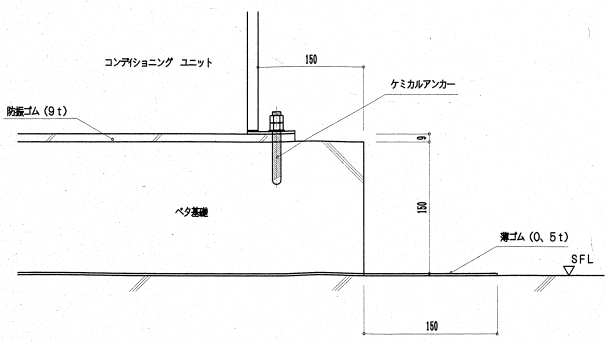 コンディショニング ユニット
150
ケミカルアンカー
防振ゴム(9t)
9
150
ベタ基礎
薄ゴム(0、5t)
SFL
150